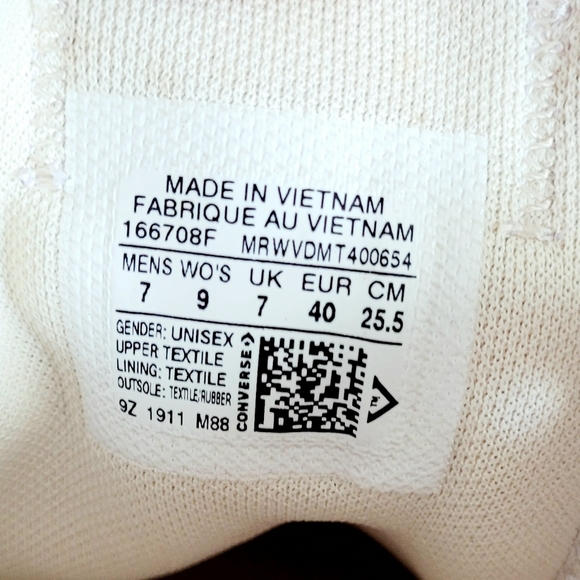 MADE IN VIETNAM
FABRIQUE AU VIETNAM
166708F MRWVDMT400654
MENS WO'S UK EUR CM
7 9 7 40 25.5
GENDER: UNISEX
UPPER TEXTILE
LINING: TEXTILE
OUTSOLE: TEXTILE/RUBBER
9Z 1911 M88
CONVERSE
TM